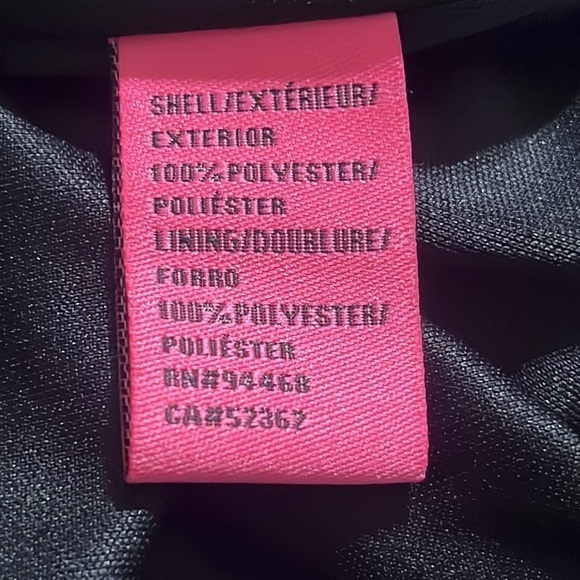 SHELL/EXTÉRIEUR/
EXTERIOR
100% POLYESTER/
POLIÉSTER
LINING/DOUBLURE/
FORRO
100% POLYESTER/
POLIÉSTER
RN#94468
CA#52362